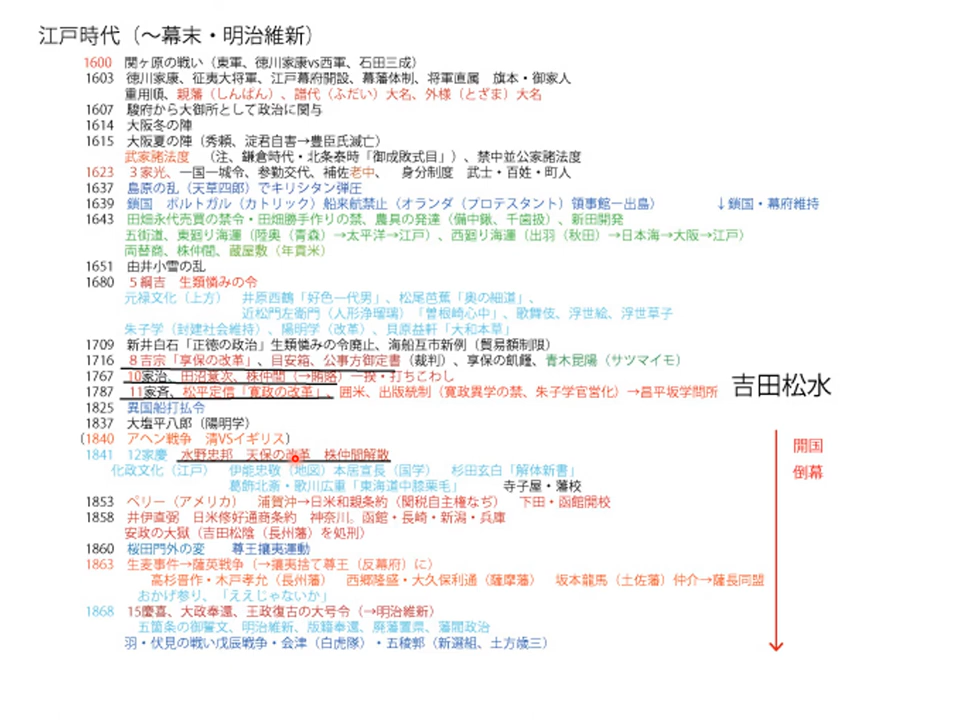 江戸時代（～幕末・明治維新）
1600 関ヶ原の戦い（東軍、徳川家康vs西軍、石田三成）
1603 徳川家康、征夷大将軍、江戸幕府開設、幕藩体制、将軍直属　旗本・御家人
重用順、親藩（しんぱん）、譜代（ふだい）大名、外様（とざま）大名
1607 駿府から大御所として政治に関与
1614 大阪冬の陣
1615 大阪夏の陣（秀頼、淀君自害→豊臣氏滅亡）
武家諸法度　（注、鎌倉時代・北条泰時「御成敗式目」）、禁中並公家諸法度
1623 ３家光、一国一城令、参勤交代、補佐老中、　身分制度　武士・百姓・町人
1637 島原の乱（天草四郎）でキリシタン弾圧
1639 鎖国　ポルトガル（カトリック）船来航禁止（オランダ（プロテスタント）領事館ー出島）　↓鎖国・幕府維持
1643 田畑永代売買の禁令・田畑勝手作りの禁、農具の発達（備中鍬、千歯扱）、新田開発
五街道、東廻り海運（陸奥（青森）→太平洋→江戸）、西廻り海運（出羽（秋田）→日本海→大阪→江戸）
両替商、株仲間、蔵屋敷（年貢米）
1651 由井小雪の乱
1680 ５綱吉　生類憐みの令
元禄文化（上方）　井原西鶴「好色一代男」、松尾芭蕉「奥の細道」、
近松門左衛門（人形浄瑠璃）「曽根崎心中」、歌舞伎、浮世絵、浮世草子
朱子学（封建社会維持）、陽明学（改革）、貝原益軒「大和本草」
1709 新井白石「正徳の政治」生類憐みの令廃止、海舶互市新例（貿易額制限）
1716 ８吉宗「享保の改革」、目安箱、公事方御定書（裁判）、享保の飢饉、青木昆陽（サツマイモ）
1767 10家治、田沼意次、株仲間（→賄賂）一揆・打ちこわし
1787 11家斉、松平定信「寛政の改革」、囲米、出版統制（寛政異学の禁、朱子学官営化）→昌平坂学問所
吉田松水
1825 異国船打払令
1837 大塩平八郎（陽明学）
（1840 アヘン戦争　清VSイギリス）
1841 12家慶　水野忠邦　天保の改革　株仲間解散
化政文化（江戸）　伊能忠敬（地図）本居宣長（国学）　杉田玄白「解体新書」
葛飾北斎・歌川広重「東海道中膝栗毛」　寺子屋・藩校
開国
倒幕
1853 ペリー（アメリカ）　浦賀沖→日米和親条約（関税自主権なぢ）　下田・函館開校
1858 井伊直弼　日米修好通商条約　神奈川。函館・長崎・新潟・兵庫
安政の大獄（吉田松陰（長州藩）を処刑）
1860 桜田門外の変　尊王攘夷運動
1863 生麦事件→薩英戦争（→攘夷捨て尊王（反幕府）に）
高杉晋作・木戸孝允（長州藩）　西郷隆盛・大久保利通（薩摩藩）　坂本龍馬（土佐藩）仲介→薩長同盟
おかげ参り、「ええじゃないか」
1868 15慶喜、大政奉還、王政復古の大号令（→明治維新）
五箇条の御誓文、明治維新、版籍奉還、廃藩置県、藩閥政治
羽・伏見の戦い戊辰戦争・会津（白虎隊）・五稜郭（新選組、土方歳三）